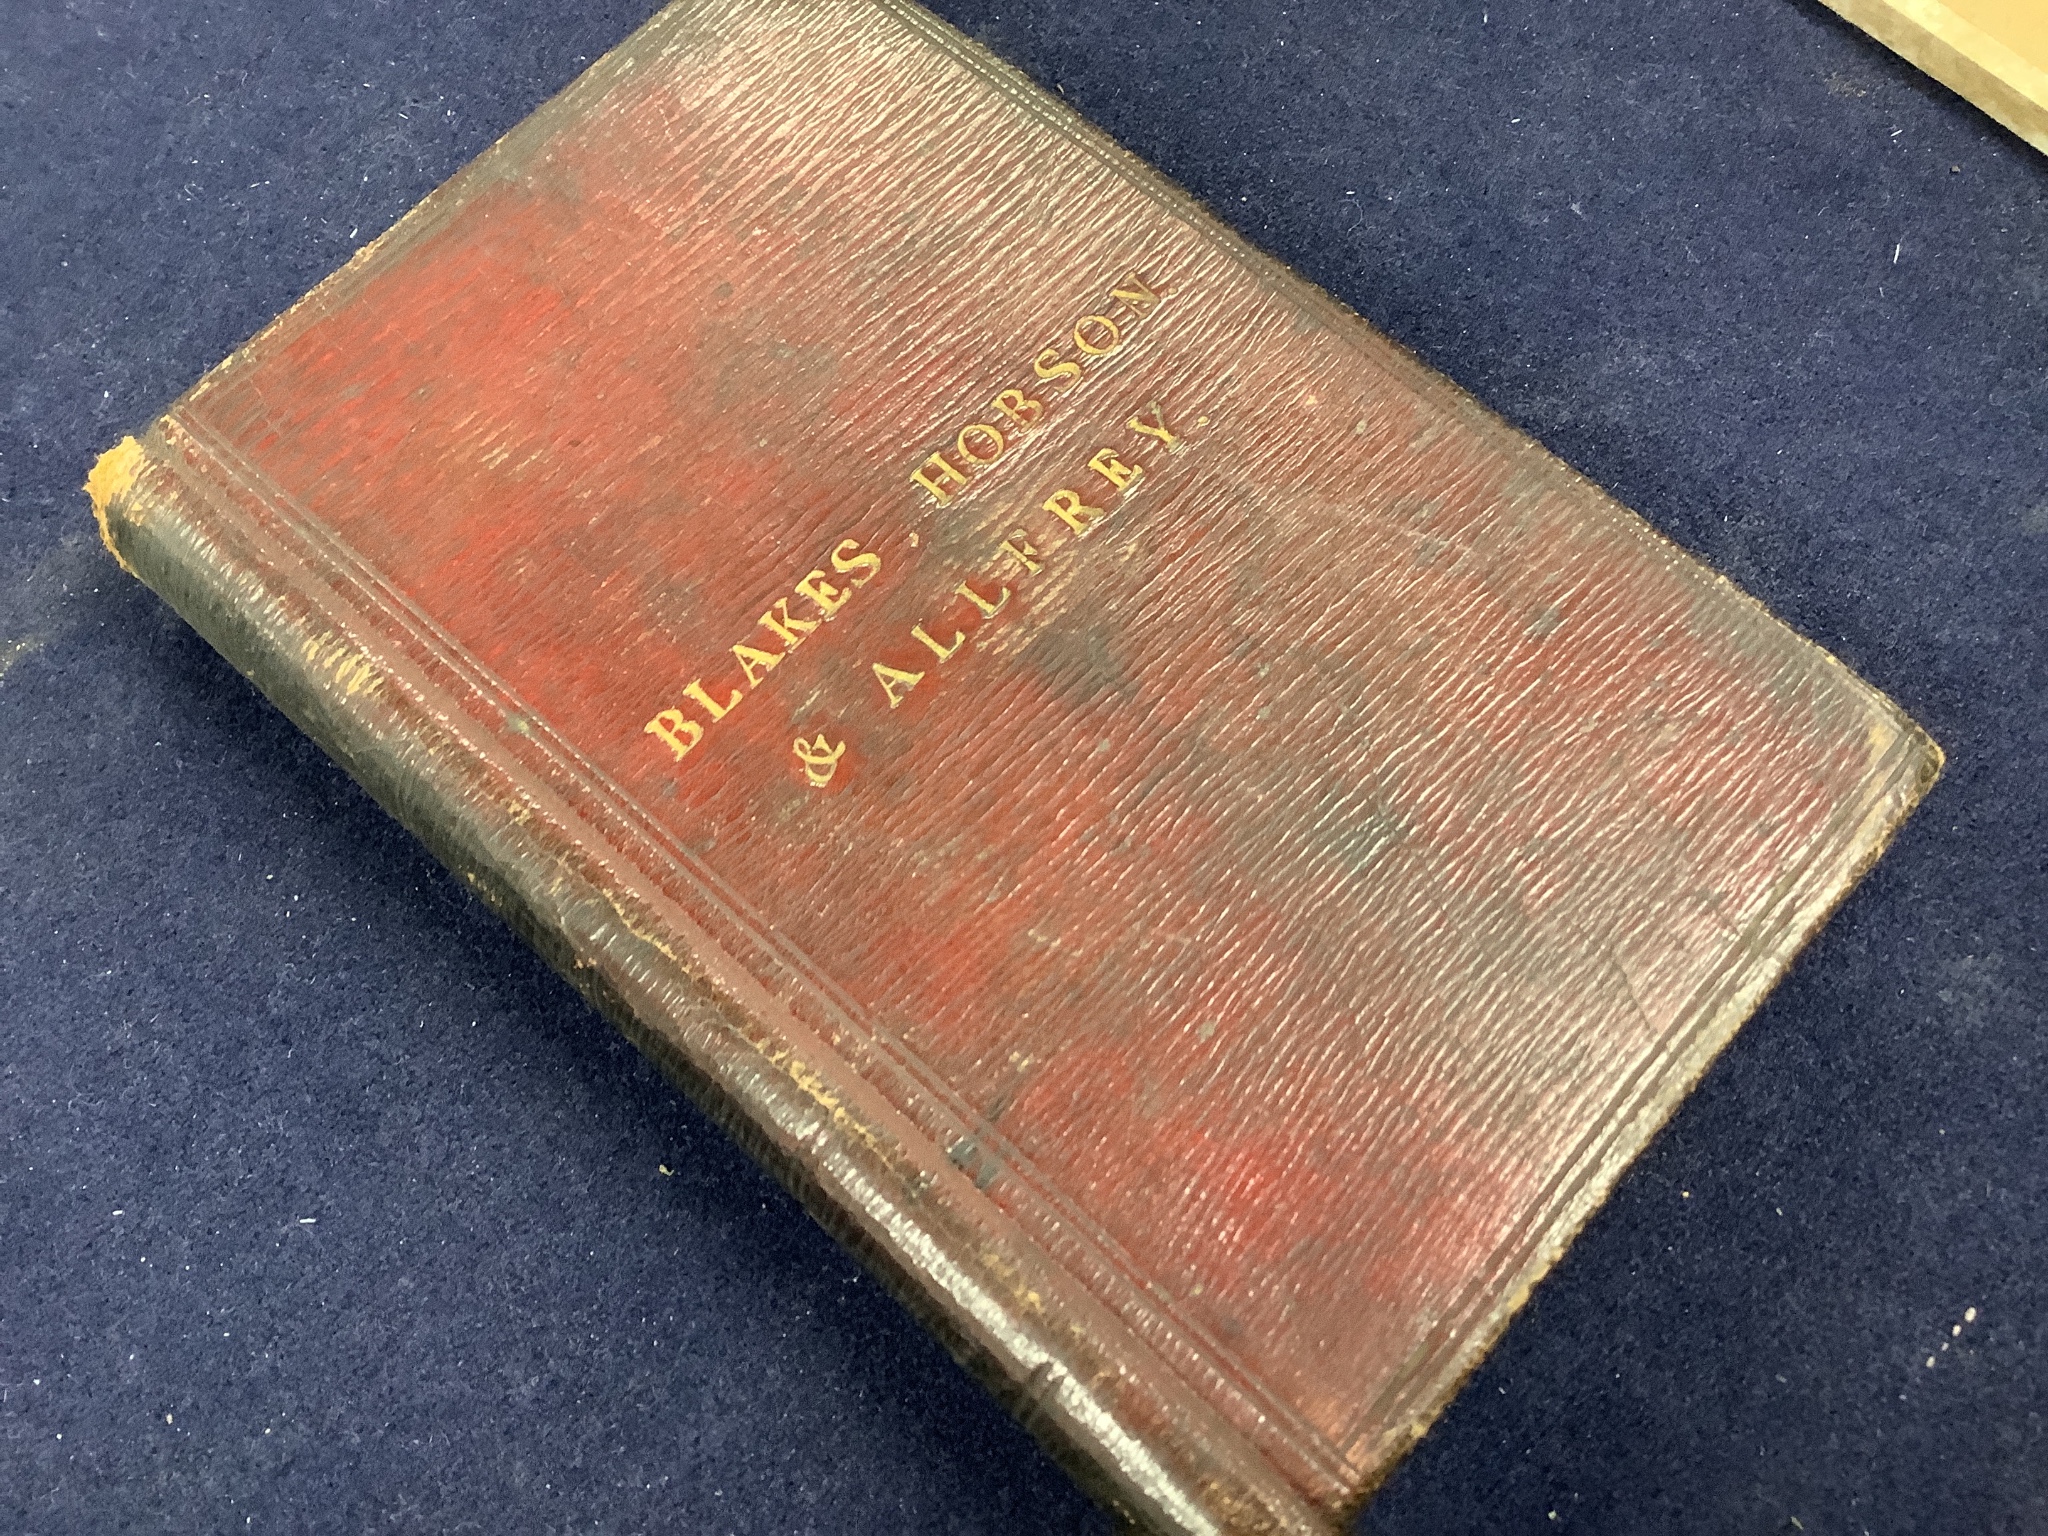 BLAKES, HOBSON
& ALLFREY.